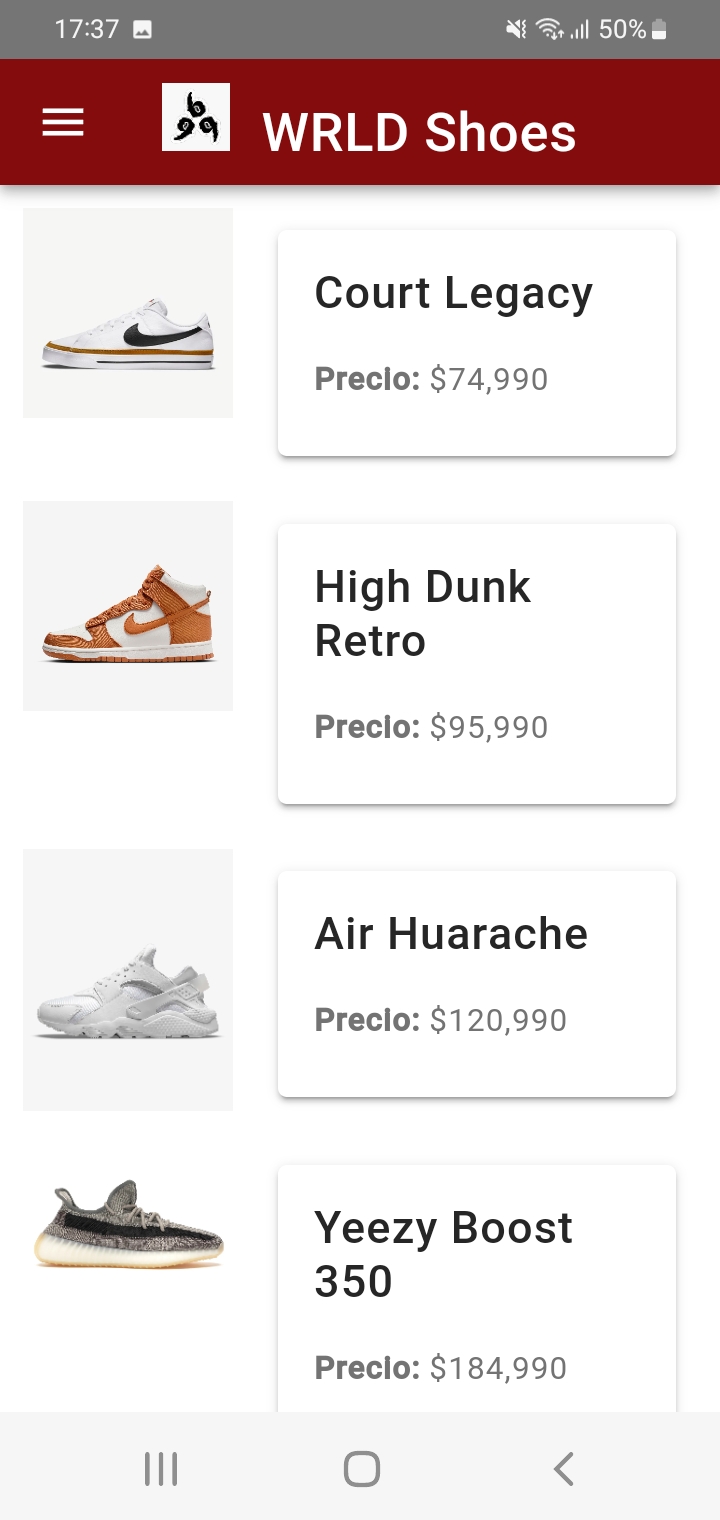 17:37
50%
WRLD Shoes
Court Legacy
Precio: $74,990
High Dunk
Retro
Precio: $95,990
Air Huarache
Precio: $120,990
Yeezy Boost
350
Precio: $184,990